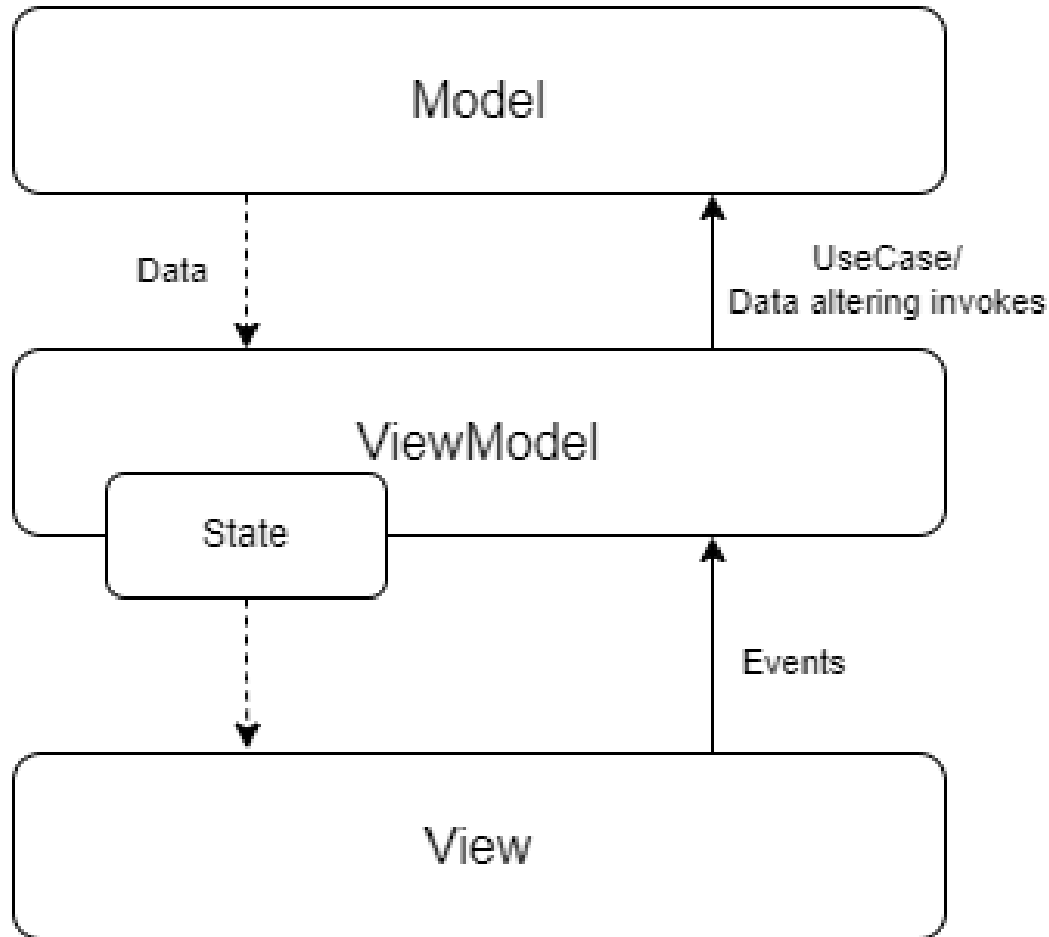 Model
Data
UseCase/
Data altering invokes
ViewModel
State
Events
View